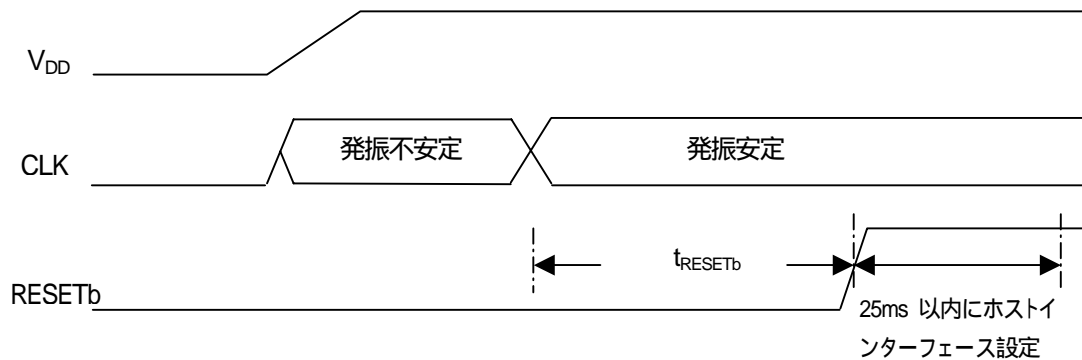 VDD
CLK
発振不安定
発振安定
tRESETb
RESETb
25ms 以内にホストイ
ンターフェース設定